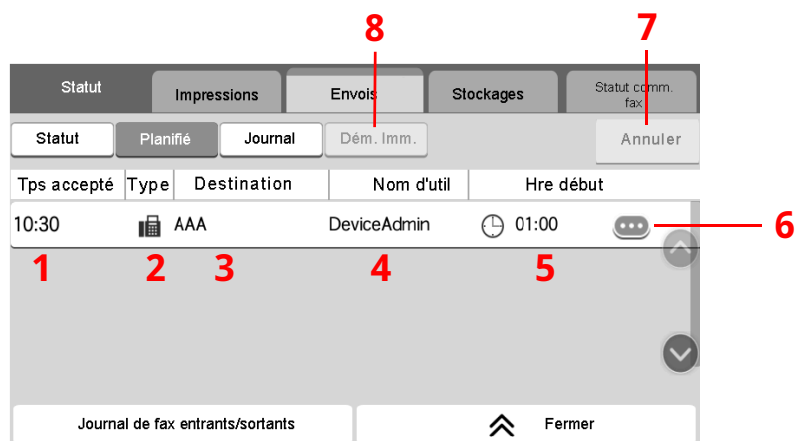 8 7
Statut Impressions Envois Stockages Statut comm. fax
Statut Planifié Journal Dém. Imm. Annuler
Tps accepté Type Destination Nom d'util Hre début
10:30 AAA DeviceAdmin 01:00 6
1 2 3 4 5
Journal de fax entrants/sortants Fermer